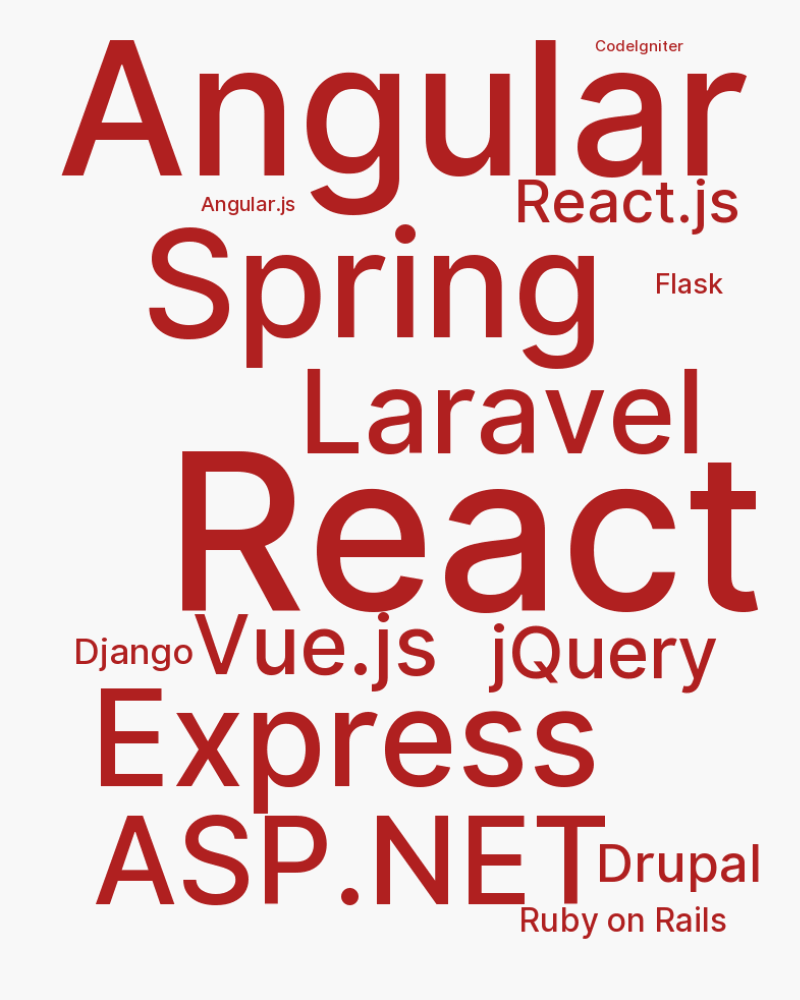 CodeIgniter
Angular
Angular.js
React.js
Spring
Flask
Laravel
React
Django
Vue.js
jQuery
Express
ASP.NET
Drupal
Ruby on Rails